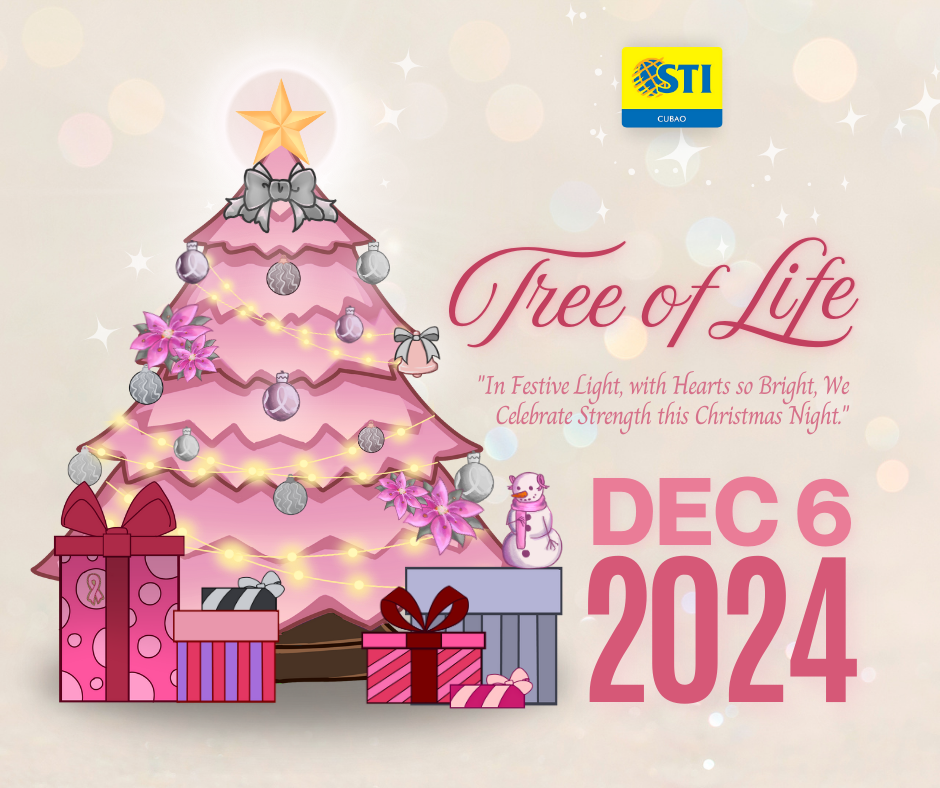 STI
CUBAO
Tree of Life
"In Festive Light, with Hearts so Bright, We
Celebrate Strength this Christmas Night."
DEC 6
2024